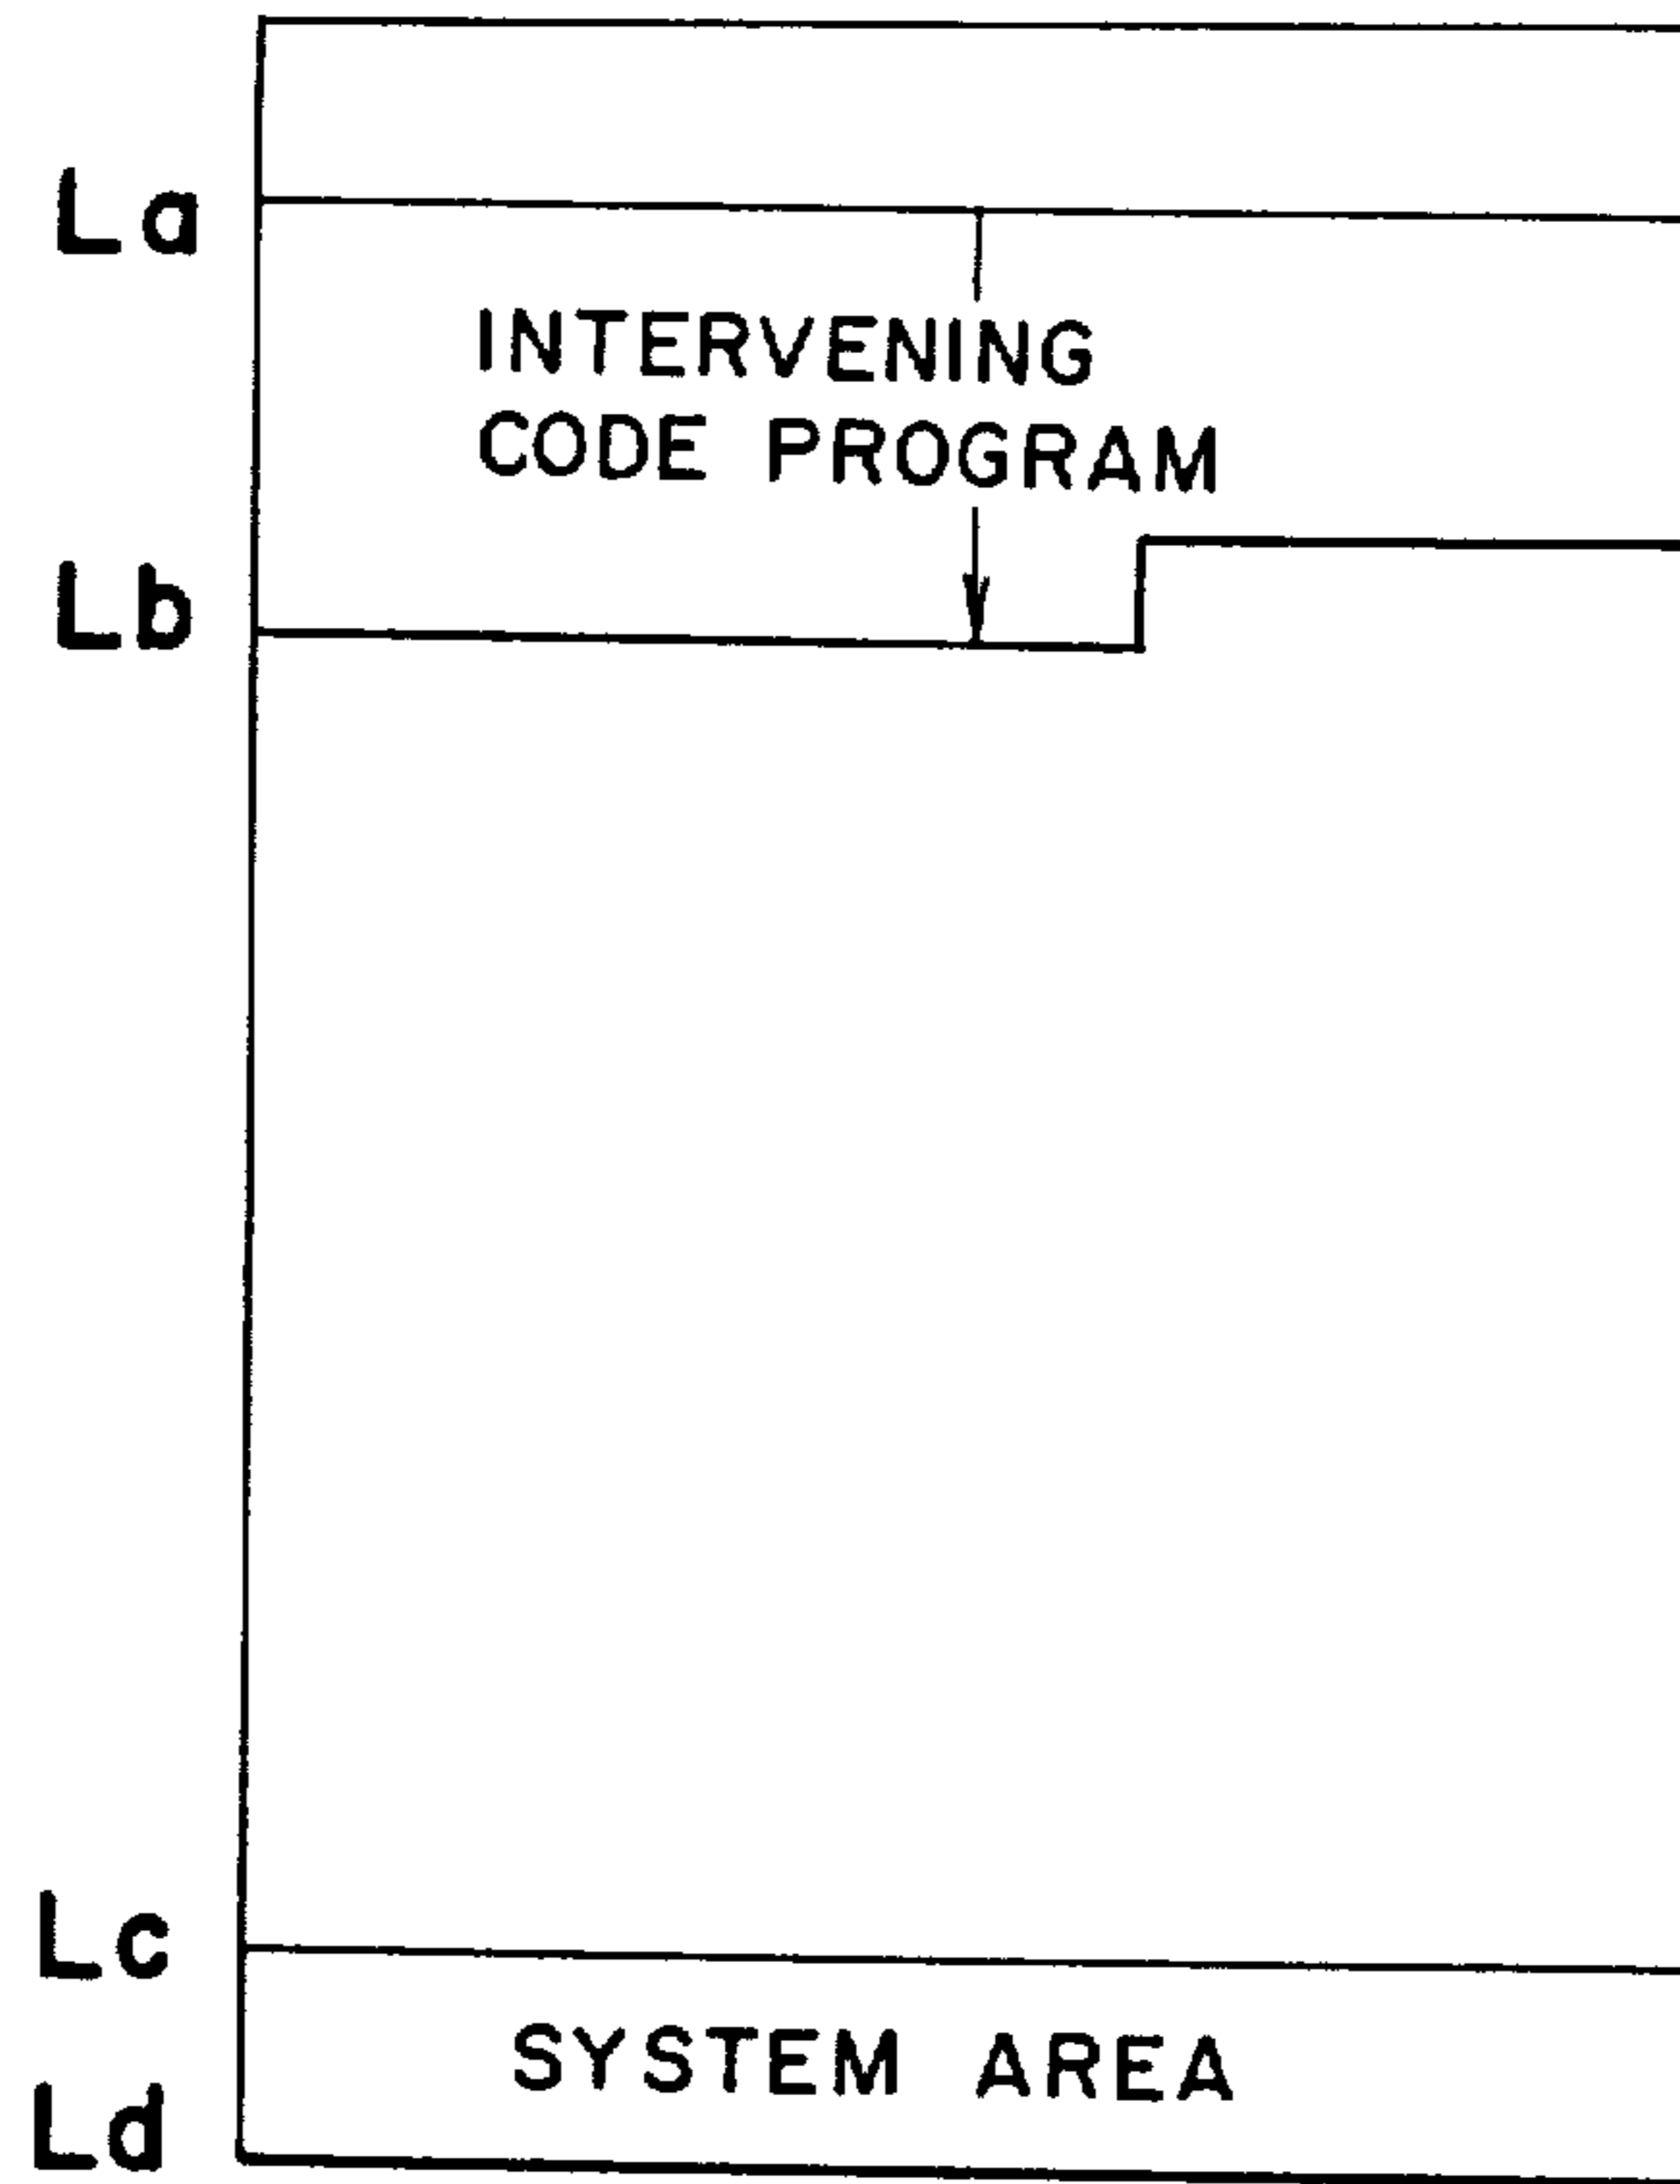 La
INTERVENING
CODE PROGRAM
Lb
Lc
SYSTEM AREA
Ld